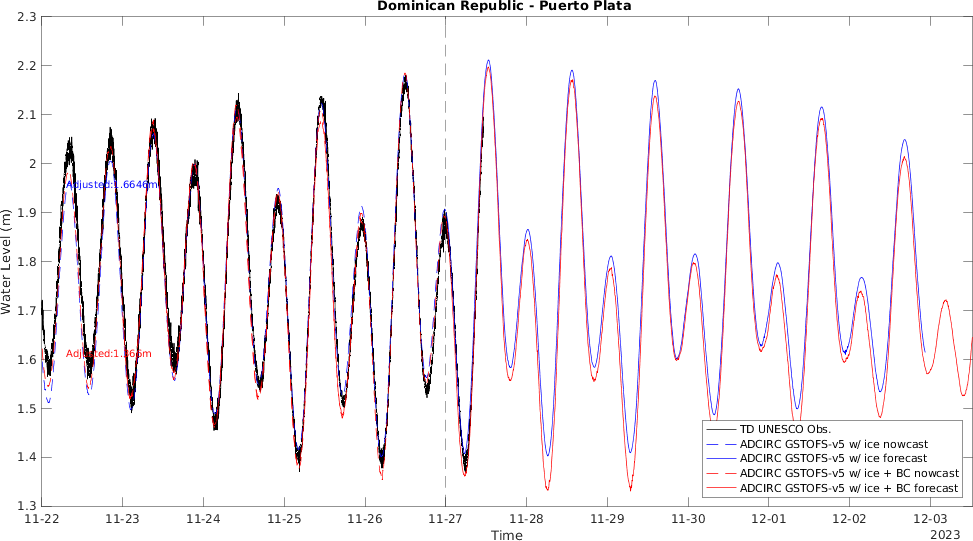 Dominican Republic - Puerto Plata
2.3
2.2
2.1
2
1.9
1.8
1.7
1.6
1.5
1.4
1.3
Water Level (m)
Adjusted:1.6646m
TD UNESCO Obs.
ADCIRC GSTOFS-v5 w/ ice nowcast
ADCIRC GSTOFS-v5 w/ ice forecast
ADCIRC GSTOFS-v5 w/ ice + BC nowcast
ADCIRC GSTOFS-v5 w/ ice + BC forecast
11-22 11-23 11-24 11-25 11-26 11-27 11-28 11-29 11-30 12-01 12-02 12-03
2023
Time